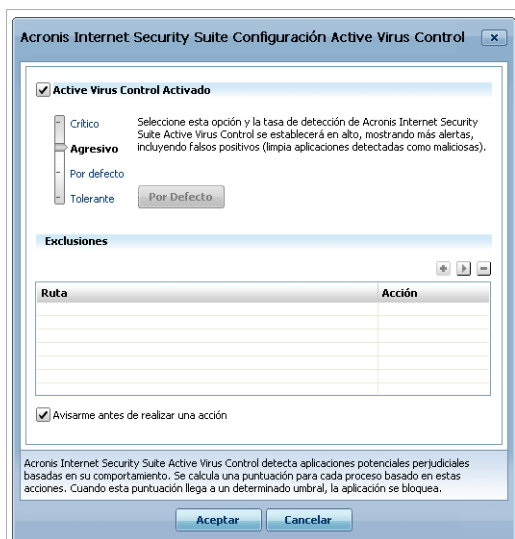 Acronis Internet Security Suite Configuración Active Virus Control
Active Virus Control Activado
Crítico
Agresivo
Por defecto
Tolerante
Seleccione esta opción y la tasa de detección de Acronis Internet Security
Suite Active Virus Control se establecerá en alto, mostrando más alertas,
incluyendo falsos positivos (limpia aplicaciones detectadas como maliciosas).
Por Defecto
Exclusiones
Ruta Acción
Avisarme antes de realizar una acción
Acronis Internet Security Suite Active Virus Control detecta aplicaciones potenciales perjudiciales
basadas en su comportamiento. Se calcula una puntuación para cada proceso basado en estas
acciones. Cuando esta puntuación llega a un determinado umbral, la aplicación se bloquea.
Aceptar Cancelar